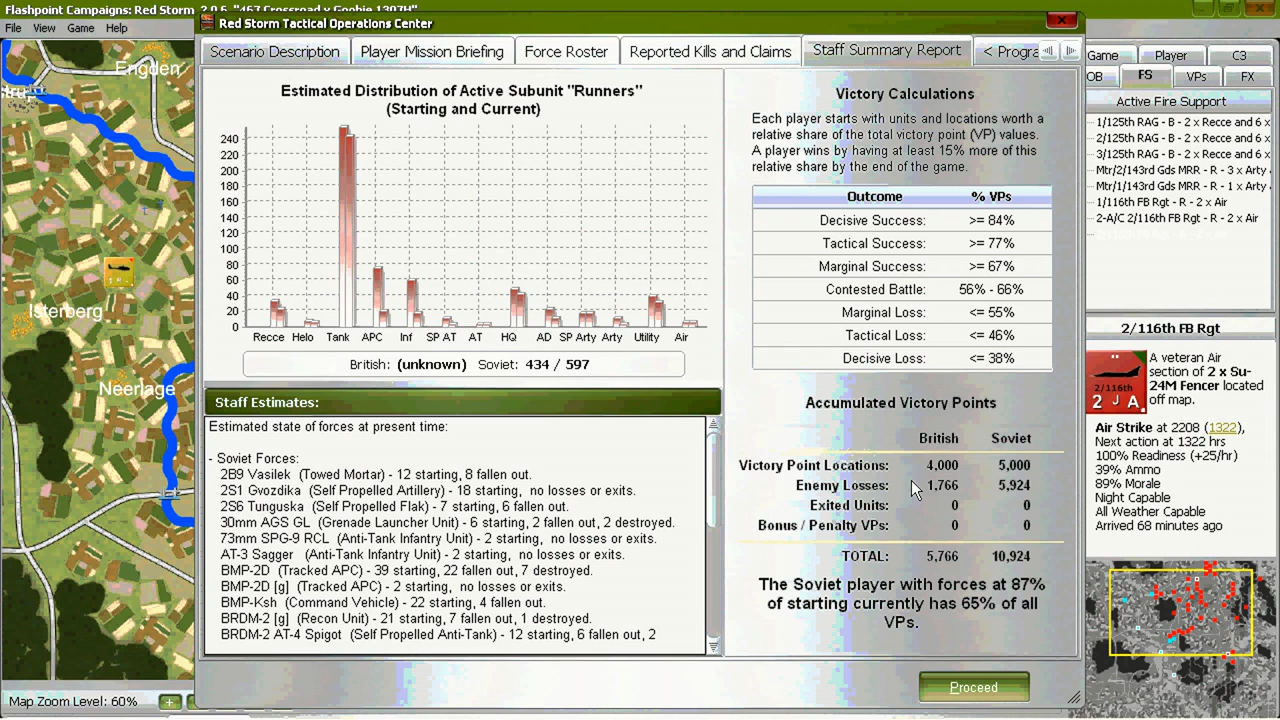 Flashpoint Campaigns: Red Storm 2.0.6 "467 Crossroad v Goobie 1307H"
File View Game Help
Red Storm Tactical Operations Center
Scenario Description Player Mission Briefing Force Roster Reported Kills and Claims Staff Summary Report < Progra
Game Player C3
OB FS VPs FX
Engden
Isterberg
Neerlage
Estimated Distribution of Active Subunit "Runners"
(Starting and Current)
240
220
200
180
160
140
120
100
80
60
40
20
0
Recce Helo Tank APC Inf SP AT AT HQ AD SP Arty Arty Utility Air
British: (unknown) Soviet: 434 / 597
Staff Estimates:
Estimated state of forces at present time:
- Soviet Forces:
2B9 Vasilek (Towed Mortar) - 12 starting, 8 fallen out.
2S1 Gvozdika (Self Propelled Artillery) - 18 starting, no losses or exits.
2S6 Tunguska (Self Propelled Flak) - 7 starting, 6 fallen out.
30mm AGS GL (Grenade Launcher Unit) - 6 starting, 2 fallen out, 2 destroyed.
73mm SPG-9 RCL (Anti-Tank Infantry Unit) - 2 starting, no losses or exits.
AT-3 Sagger (Anti-Tank Infantry Unit) - 2 starting, no losses or exits.
BMP-2D (Tracked APC) - 39 starting, 22 fallen out, 7 destroyed.
BMP-2D [g] (Tracked APC) - 2 starting, no losses or exits.
BMP-Ksh (Command Vehicle) - 22 starting, 4 fallen out.
BRDM-2 [g] (Recon Unit) - 21 starting, 7 fallen out, 1 destroyed.
BRDM-2 AT-4 Spigot (Self Propelled Anti-Tank) - 12 starting, 6 fallen out, 2
Victory Calculations
Each player starts with units and locations worth a
relative share of the total victory point (VP) values.
A player wins by having at least 15% more of this
relative share by the end of the game.
Outcome % VPs
Decisive Success: >= 84%
Tactical Success: >= 77%
Marginal Success: >= 67%
Contested Battle: 56% - 66%
Marginal Loss: <= 55%
Tactical Loss: <= 46%
Decisive Loss: <= 38%
Accumulated Victory Points
British Soviet
Victory Point Locations: 4,000 5,000
Enemy Losses: 1,766 5,924
Exited Units: 0 0
Bonus / Penalty VPs: 0 0
TOTAL: 5,766 10,924
The Soviet player with forces at 87%
of starting currently has 65% of all
VPs.
Proceed
Active Fire Support
1/125th RAG - B - 2 x Recce and 6 x
2/125th RAG - B - 2 x Recce and 6 x
3/125th RAG - B - 2 x Recce and 6 x
Mtr/2/143rd Gds MRR - R - 3 x Arty
Mtr/1/143rd Gds MRR - R - 1 x Arty
1/116th FB Rgt - R - 2 x Air
2-A/C 2/116th FB Rgt - R - 2 x Air
2/116th FB Rgt
2/116th
2 J A
A veteran Air
section of 2 x Su-
24M Fencer located
off map.
Air Strike at 2208 (1322),
Next action at 1322 hrs
100% Readiness (+25/hr)
39% Ammo
89% Morale
Night Capable
All Weather Capable
Arrived 68 minutes ago
Map Zoom Level: 60% +